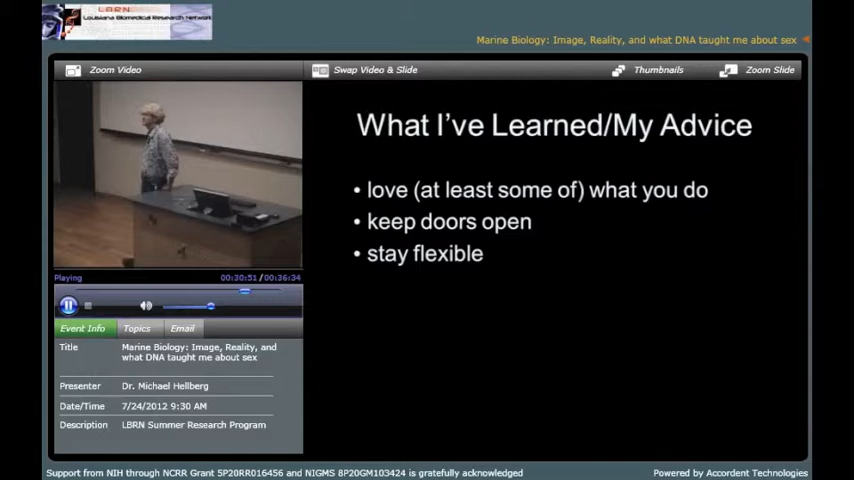 LBRN
Louisiana Biomedical Research Network
Marine Biology: Image, Reality, and what DNA taught me about sex
Zoom Video
Swap Video & Slide
Thumbnails
Zoom Slide
What I've Learned/My Advice
• love (at least some of) what you do
• keep doors open
• stay flexible
Playing
00:30:51 / 00:36:34
Event Info
Topics
Email
Title
Marine Biology: Image, Reality, and
what DNA taught me about sex
Presenter
Dr. Michael Hellberg
Date/Time
7/24/2012 9:30 AM
Description
LBRN Summer Research Program
Support from NIH through NCRR Grant 5P20RR016456 and NIGMS 8P20GM103424 is gratefully acknowledged
Powered by Accordent Technologies